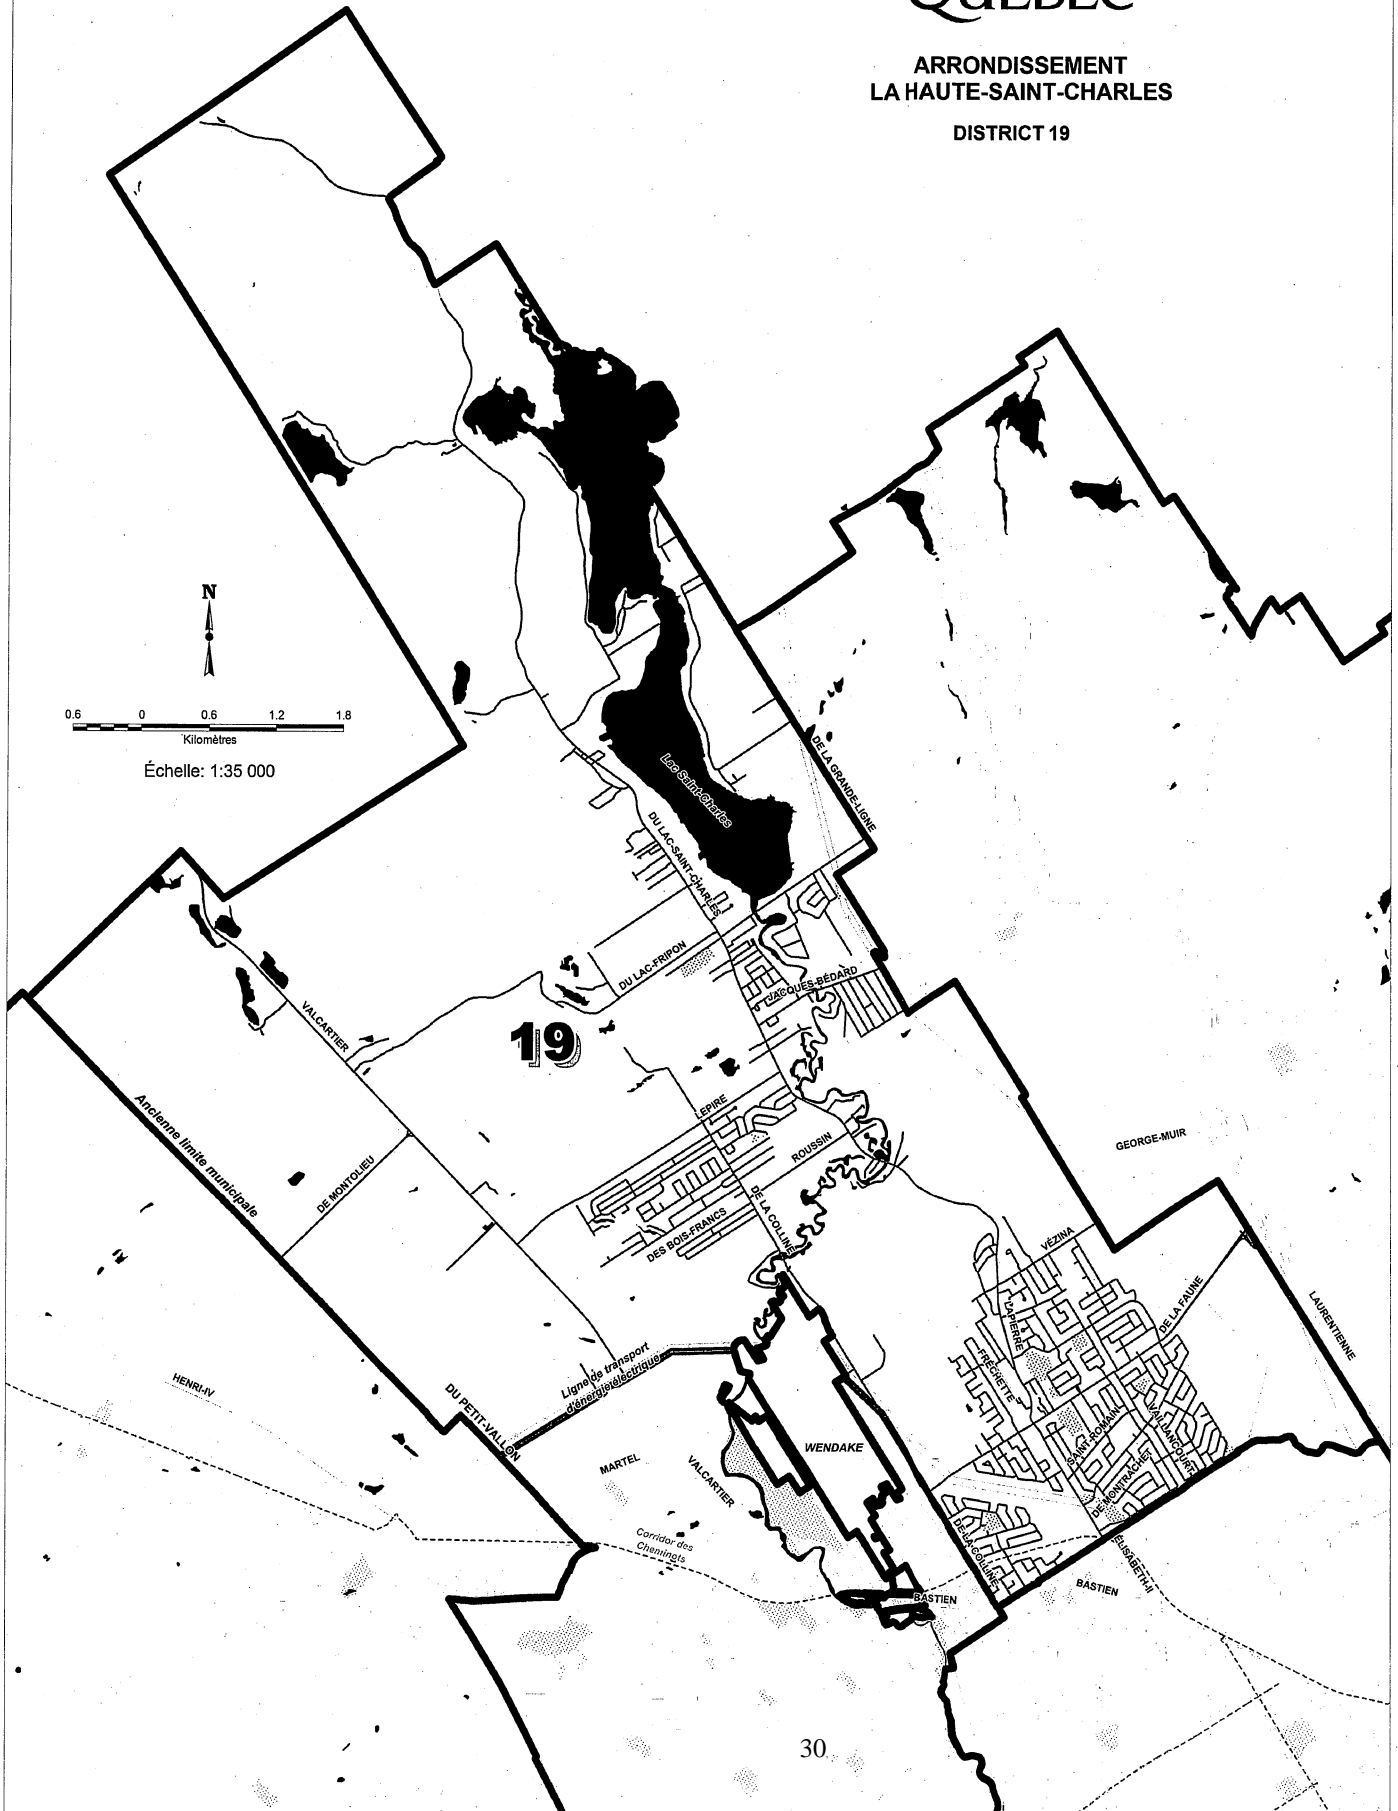 QUÉBEC
ARRONDISSEMENT
LA HAUTE-SAINT-CHARLES
DISTRICT 19
N
0.6 0 0.6 1.2 1.8
Kilomètres
Échelle: 1:35 000
DE LA GRANDE-LIGNE
Lac Saint-Charles
DU LAC-SAINT-CHARLES
DU LAC-FRIPON
JACQUES-BÉDARD
VALCARTIER
19
Ancienne limite municipale
DE MONTOLIEU
LEPIRE
ROUSSIN
GEORGE-MUIR
DE LA COLLINE
DES BOIS-FRANCS
VÉZINA
DE LA FAUNE
LAURENTIENNE
LAPIERRE
FRÉCHETTE
HENRI-IV
Ligne de transport
d'énergie électrique
DU PETIT-VALLON
MARTEL
VALCARTIER
WENDAKE
SAINT-ROMAIN
VAILLANCOURT
DE MONTRACHET
Corridor des
Cheminots
DE LA COLLINE
ÉLISABETH-II
BASTIEN
BASTIEN
30